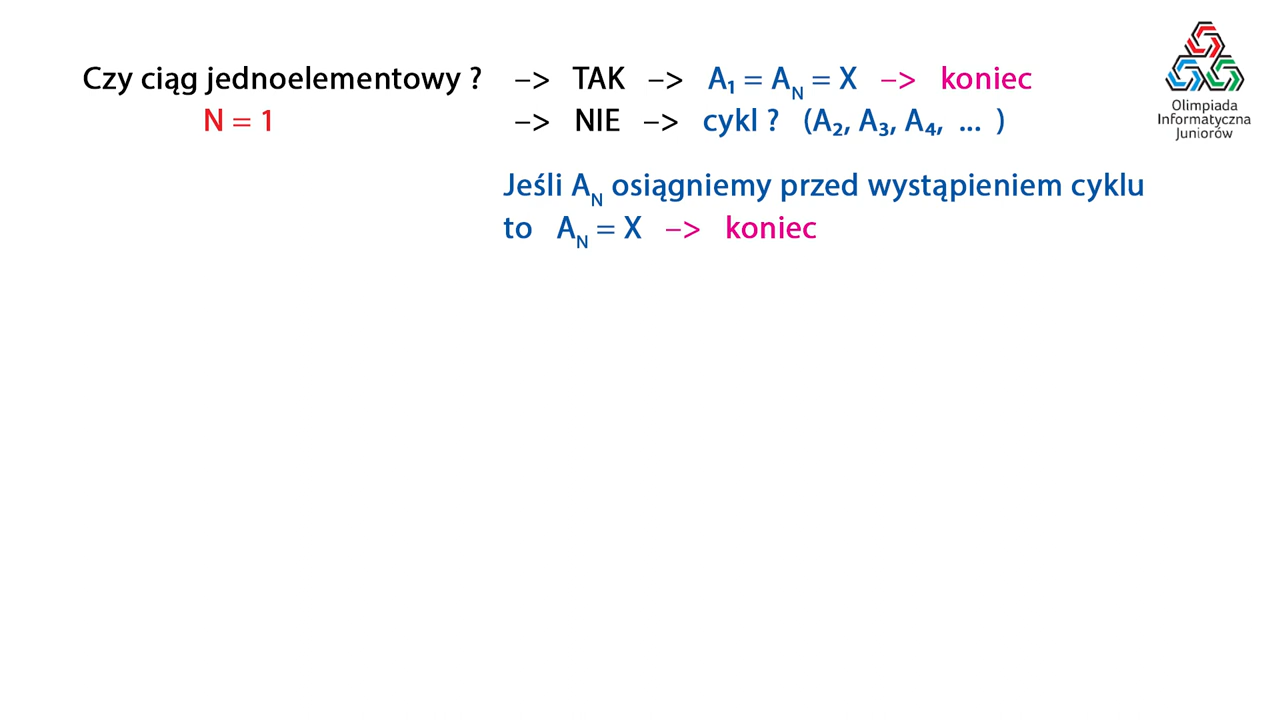 Czy ciąg jednoelementowy ? –> TAK –> A₁ = A_N = X –> koniec
N = 1 –> NIE –> cykl ? (A₂, A₃, A₄, ... )
Jeśli A_N osiągniemy przed wystąpieniem cyklu
to A_N = X –> koniec
Olimpiada
Informatyczna
Juniorów